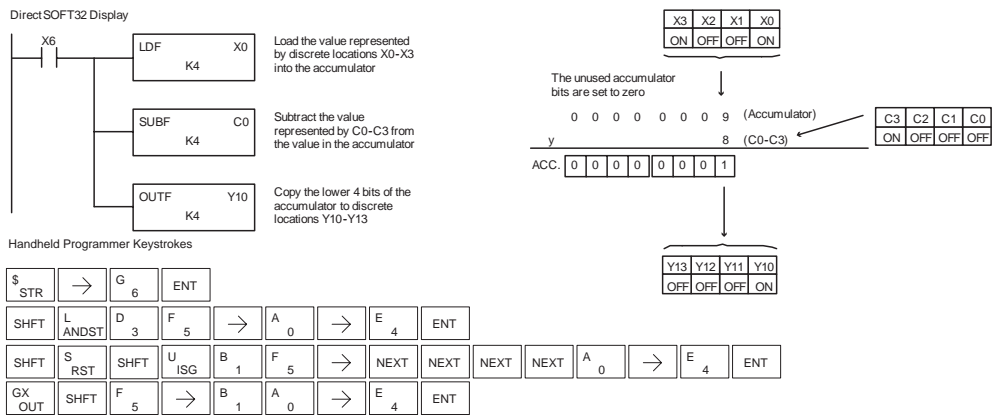 DirectSOFT32 Display
X6
LDF X0
K4
Load the value represented
by discrete locations X0-X3
into the accumulator
SUBF C0
K4
Subtract the value
represented by C0-C3 from
the value in the accumulator
OUTF Y10
K4
Copy the lower 4 bits of the
accumulator to discrete
locations Y10-Y13
X3 X2 X1 X0
ON OFF OFF ON
The unused accumulator
bits are set to zero
0 0 0 0 0 0 0 9 (Accumulator)
y 8 (C0-C3)
ACC. 0 0 0 0 0 0 0 1
C3 C2 C1 C0
ON OFF OFF OFF
Y13 Y12 Y11 Y10
OFF OFF OFF ON
Handheld Programmer Keystrokes
$ STR → G 6 ENT
SHFT L ANDST D 3 F 5 → A 0 → E 4 ENT
SHFT S RST SHFT U ISG B 1 F 5 → NEXT NEXT NEXT NEXT A 0 → E 4 ENT
GX OUT SHFT F 5 → B 1 A 0 → E 4 ENT